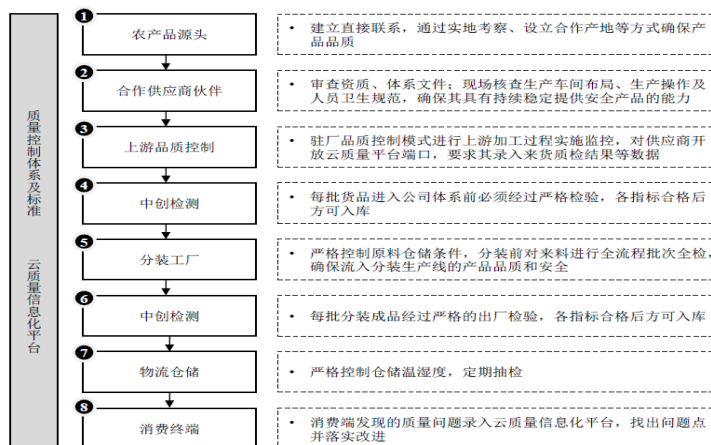 质量控制体系及标准
云质量信息化平台
1
农产品源头
• 建立直接联系，通过实地考察、设立合作产地等方式确保产
品品质
2
合作供应商伙伴
• 审查资质、体系文件；现场核查生产车间布局、生产操作及
人员卫生规范，确保其具有持续稳定提供安全产品的能力
3
上游品质控制
• 驻厂品质控制模式进行上游加工过程实施监控，对供应商开
放云质量平台端口，要求其录入来货质检结果等数据
4
中创检测
• 每批货品进入公司体系前必须经过严格检验，各指标合格后
方可入库
5
分装工厂
• 严格控制原料仓储条件，分装前对来料进行全流程批次全检，
确保流入分装生产线的产品品质和安全
6
中创检测
• 每批分装成品经过严格的出厂检验，各指标合格后方可入库
7
物流仓储
• 严格控制仓储温湿度，定期抽检
8
消费终端
• 消费端发现的质量问题录入云质量信息化平台，找出问题点
并落实改进